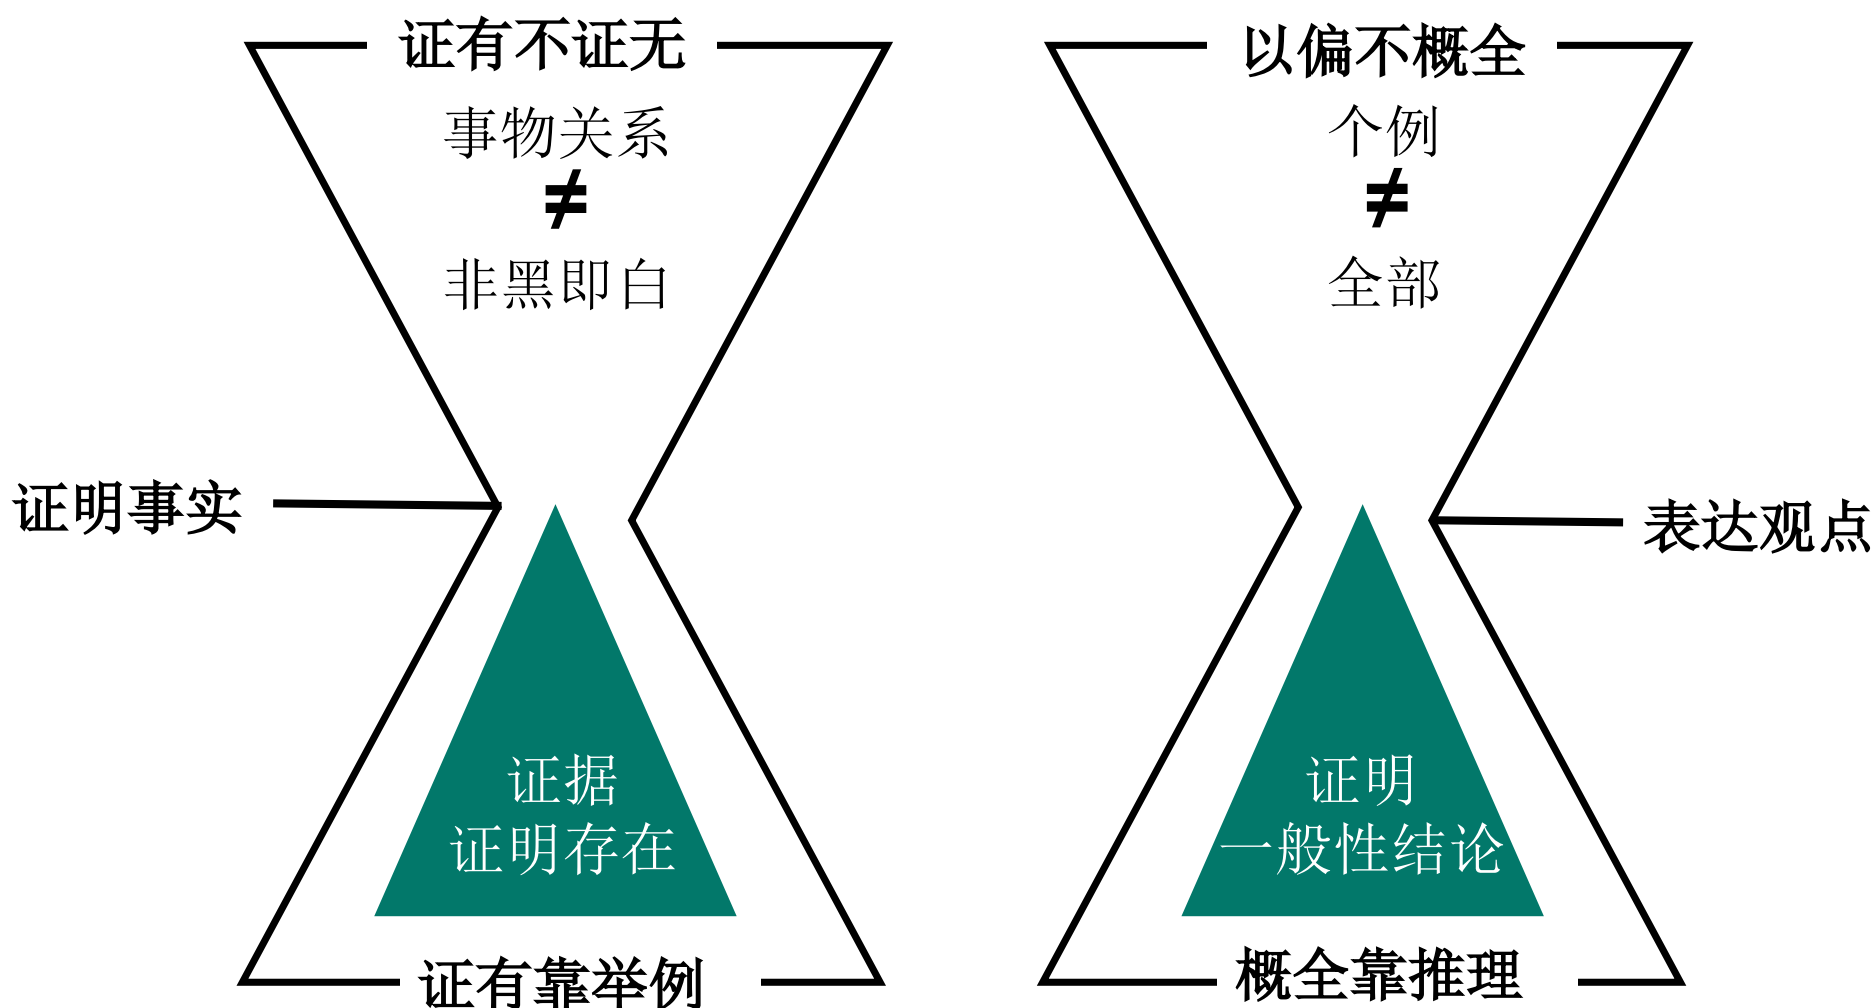 证有不证无
事物关系
≠
非黑即白
证明事实
证据
证明存在
证有靠举例
以偏不概全
个例
≠
全部
表达观点
证明
一般性结论
概全靠推理